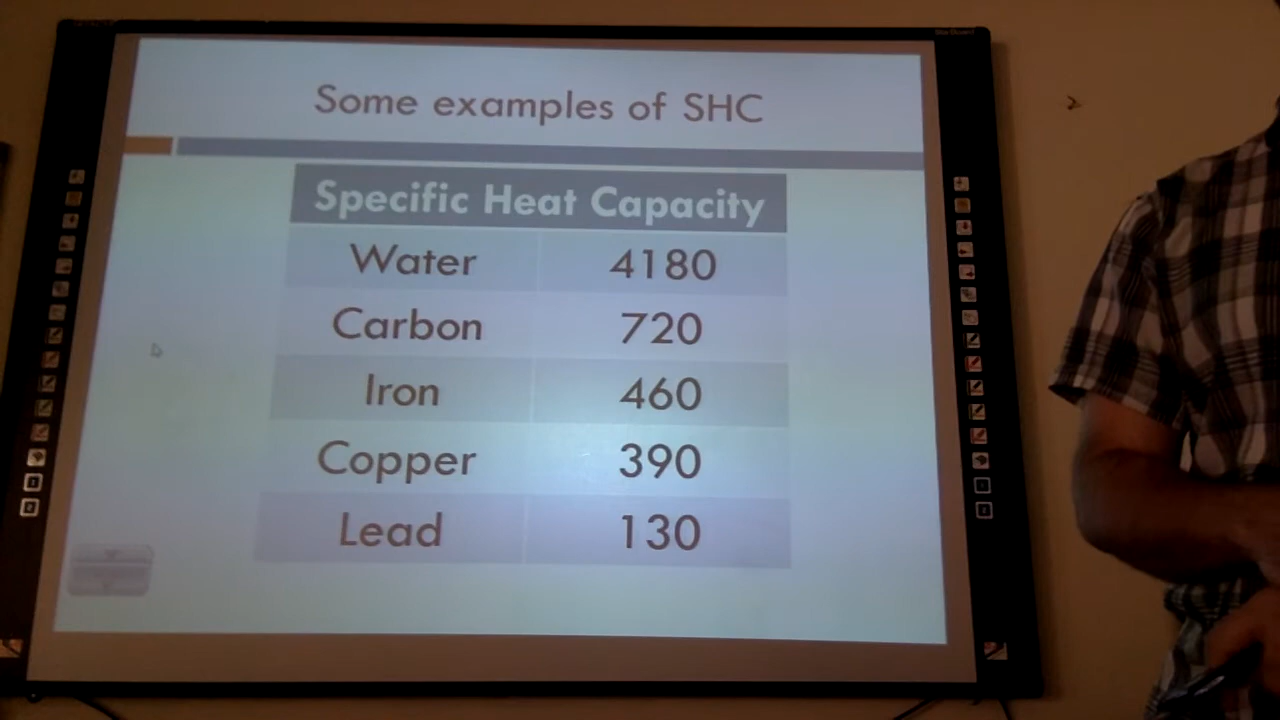 Some examples of SHC
Specific Heat Capacity
Water 4180
Carbon 720
Iron 460
Copper 390
Lead 130